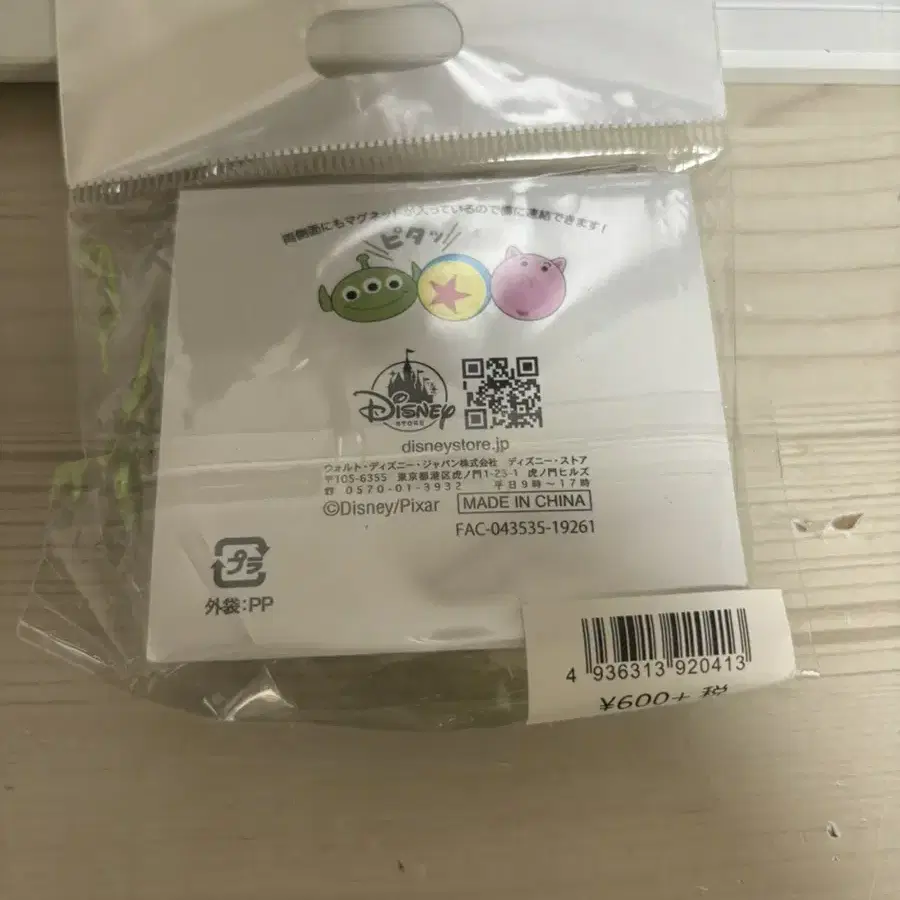 両側面にもマグネットが入っているので横に連結できます!
ピタッ
DISNEY
STORE
disneystore.jp
ウォルト・ディズニー・ジャパン株式会社 ディズニー・ストア
〒105-6355 東京都港区虎ノ門1-23-1 虎ノ門ヒルズ
☎ 0570-01-3932 平日9時~17時
©Disney/Pixar MADE IN CHINA
FAC-043535-19261
プラ
外袋:PP
4 936313 920413
¥600+税